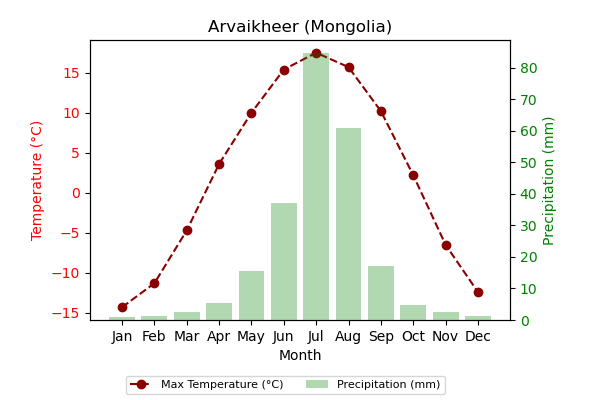 Arvaikheer (Mongolia)
Temperature (°C)
15
10
5
0
−5
−10
−15
80
70
60
50
40
30
20
10
0
Precipitation (mm)
Jan Feb Mar Apr May Jun Jul Aug Sep Oct Nov Dec
Month
Max Temperature (°C) Precipitation (mm)